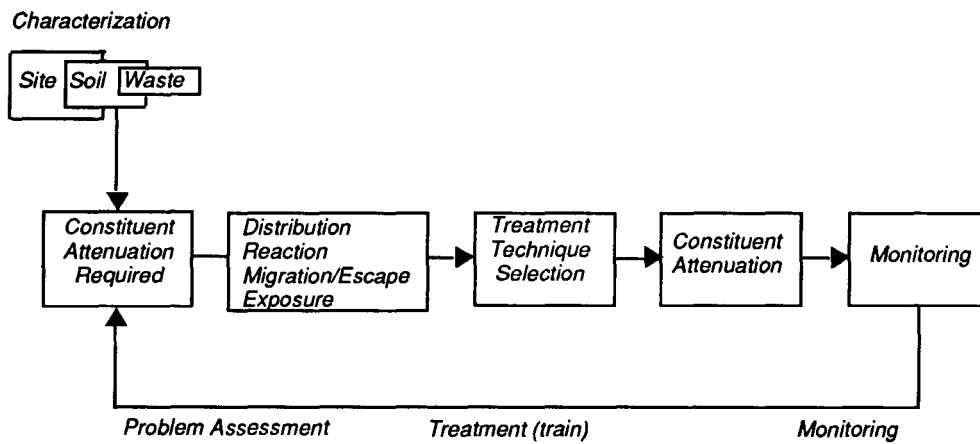 Characterization
Site Soil Waste
Constituent
Attenuation
Required
Distribution
Reaction
Migration/Escape
Exposure
Treatment
Technique
Selection
Constituent
Attenuation
Monitoring
Problem Assessment Treatment (train) Monitoring